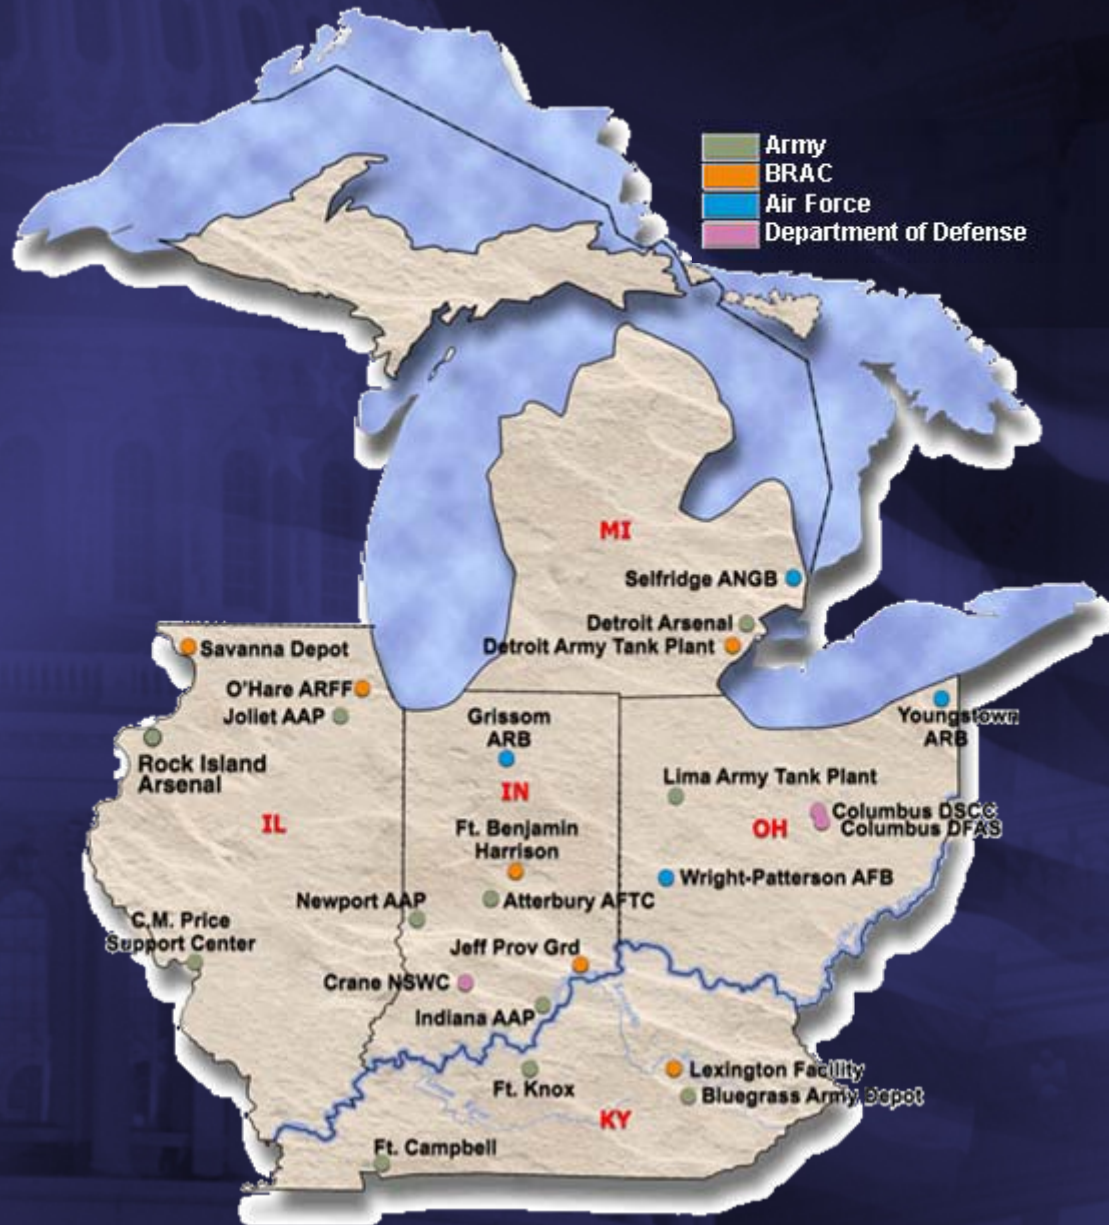 Army
BRAC
Air Force
Department of Defense
MI
Selfridge ANGB
Detroit Arsenal
Detroit Army Tank Plant
Savanna Depot
O'Hare ARFF
Joliet AAP
Rock Island
Arsenal
IL
Grissom
ARB
IN
Youngstown
ARB
Lima Army Tank Plant
Columbus DSCC
Columbus DFAS
OH
Ft. Benjamin
Harrison
Wright-Patterson AFB
Newport AAP
Atterbury AFTC
C.M. Price
Support Center
Jeff Prov Grd
Crane NSWC
Indiana AAP
Ft. Knox
Lexington Facility
Bluegrass Army Depot
KY
Ft. Campbell